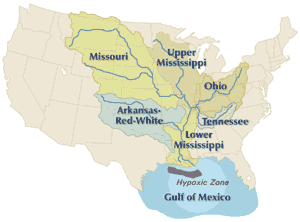 Missouri
Upper
Mississippi
Ohio
Arkansas-
Red-White
Tennessee
Lower
Mississippi
Hypoxic Zone
Gulf of Mexico